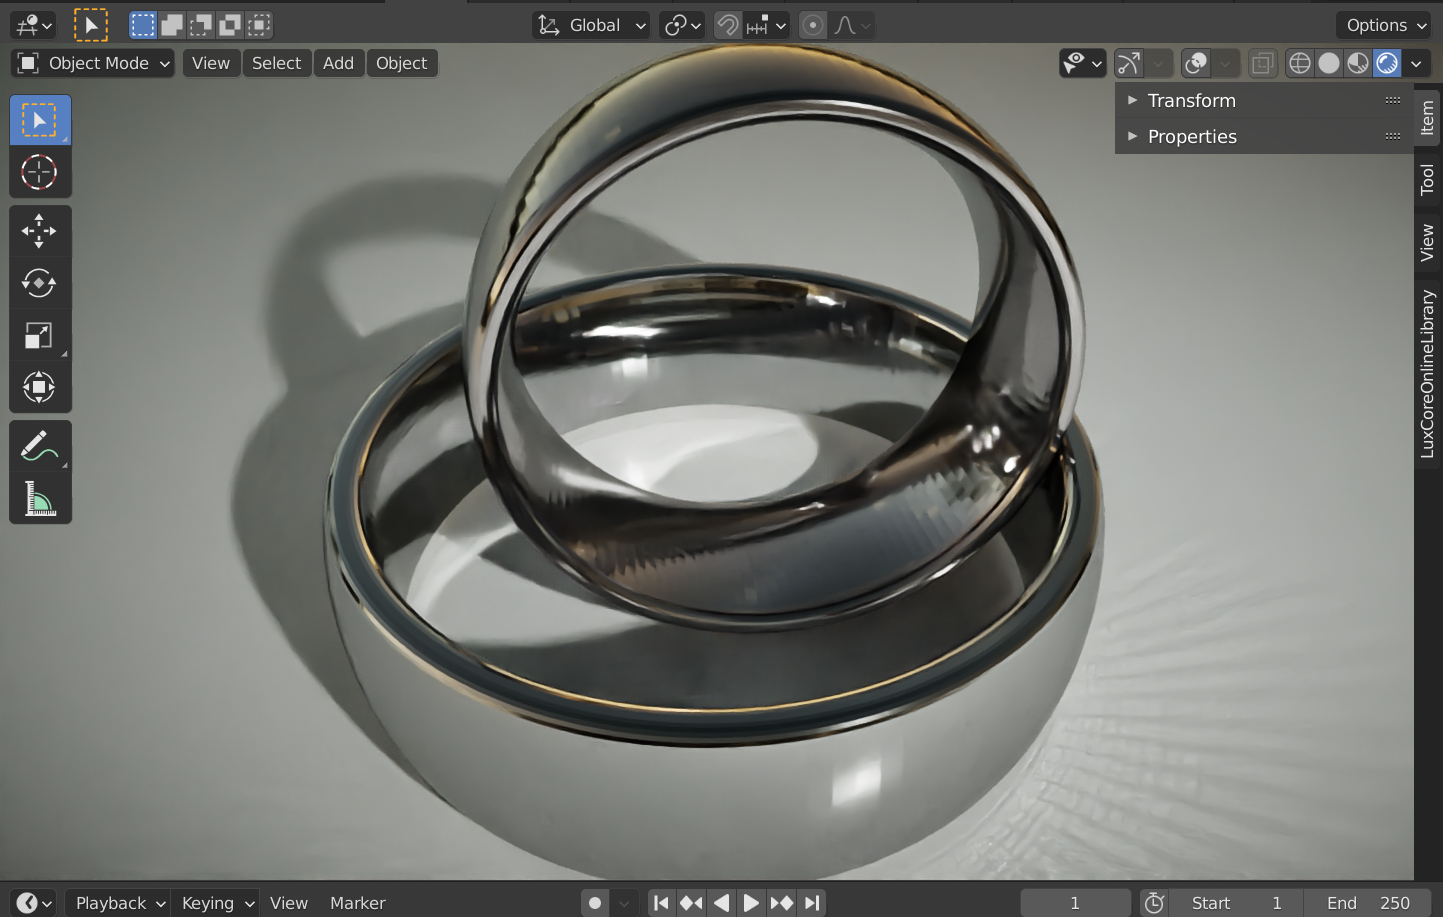 Global
Options
Object Mode
View
Select
Add
Object
Transform
Properties
Item
Tool
View
LuxCoreOnlineLibrary
Playback
Keying
View
Marker
1
Start 1
End 250